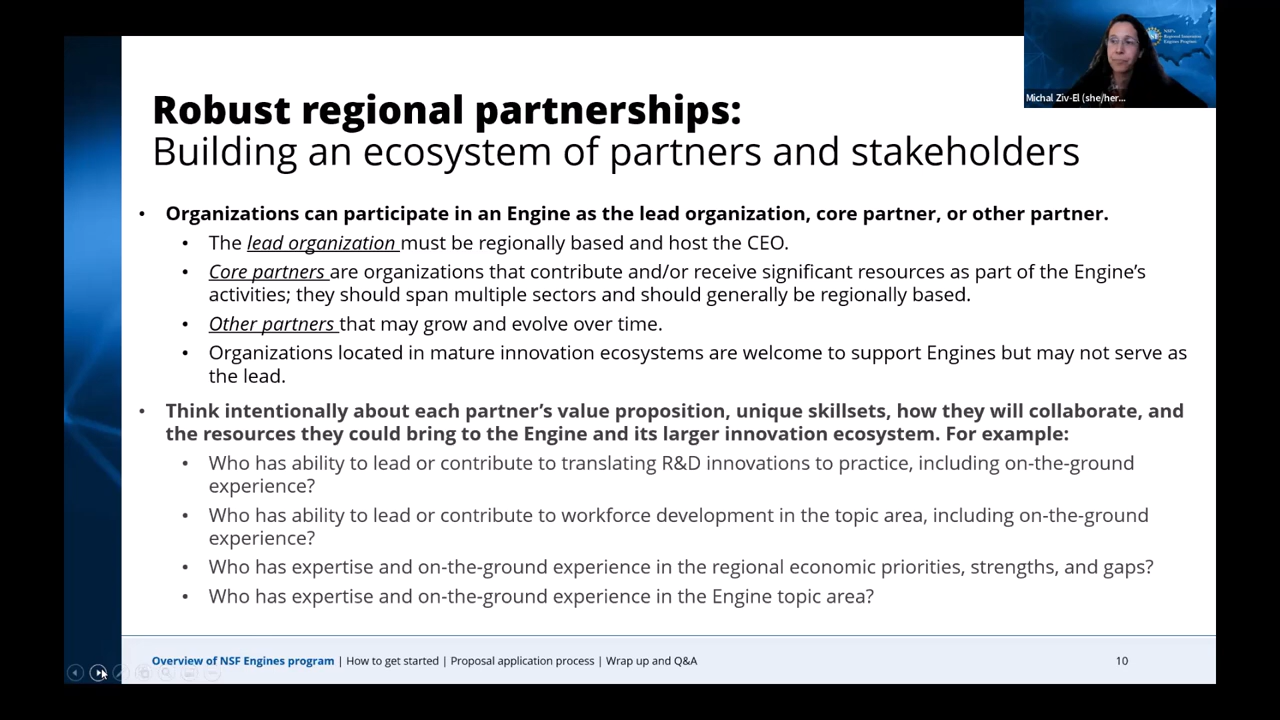 NSF's
Regional Innovation
Engines Program
Michal Ziv-El (she/her...
Robust regional partnerships:
Building an ecosystem of partners and stakeholders
• Organizations can participate in an Engine as the lead organization, core partner, or other partner.
• The lead organization must be regionally based and host the CEO.
• Core partners are organizations that contribute and/or receive significant resources as part of the Engine’s
activities; they should span multiple sectors and should generally be regionally based.
• Other partners that may grow and evolve over time.
• Organizations located in mature innovation ecosystems are welcome to support Engines but may not serve as
the lead.
• Think intentionally about each partner’s value proposition, unique skillsets, how they will collaborate, and
the resources they could bring to the Engine and its larger innovation ecosystem. For example:
• Who has ability to lead or contribute to translating R&D innovations to practice, including on-the-ground
experience?
• Who has ability to lead or contribute to workforce development in the topic area, including on-the-ground
experience?
• Who has expertise and on-the-ground experience in the regional economic priorities, strengths, and gaps?
• Who has expertise and on-the-ground experience in the Engine topic area?
Overview of NSF Engines program | How to get started | Proposal application process | Wrap up and Q&A
10